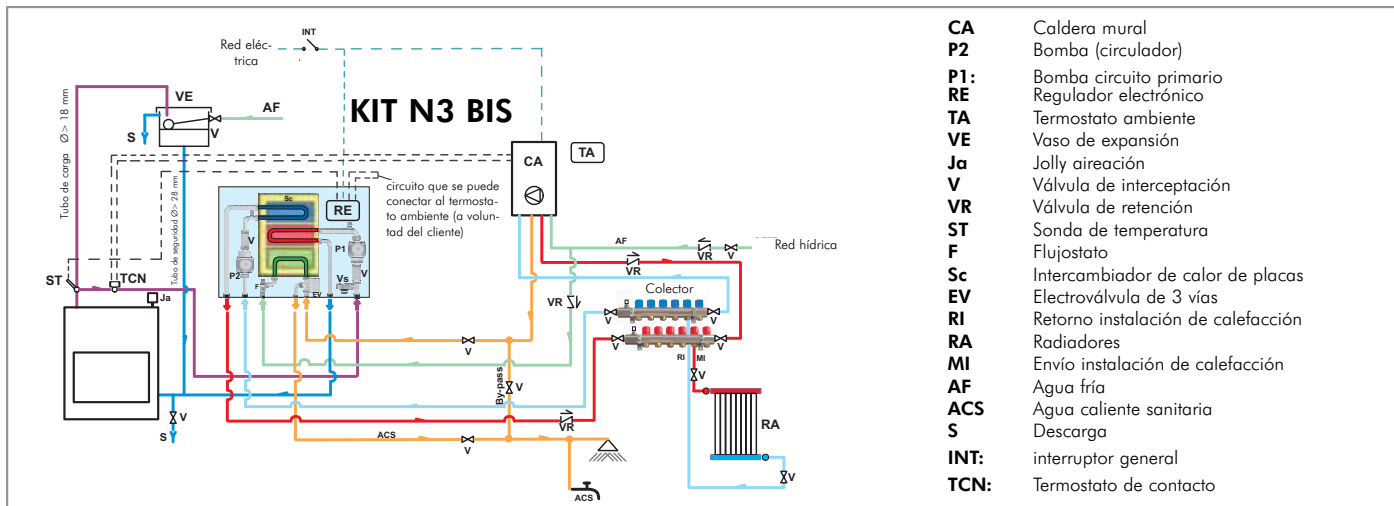 INT
Red eléc-
trica
KIT N3 BIS
VE
AF
V
S
Tubo de carga Ø> 18 mm
Tubo de seguridad Ø> 28 mm
CA
TA
circuito que se puede
conectar al termosta-
to ambiente (a volun-
tad del cliente)
Sc
RE
V
P1
P2
Vs
V
F
EV
ST
TCN
Ja
AF
VR
V
Red hídrica
VR
VR
Colector
V
V
V
V
RI
MI
V
V
By-pass
V
VR
RA
ACS
V
V
S
V
ACS
CA Caldera mural
P2 Bomba (circulador)
P1: Bomba circuito primario
RE Regulador electrónico
TA Termostato ambiente
VE Vaso de expansión
Ja Jolly aireación
V Válvula de interceptación
VR Válvula de retención
ST Sonda de temperatura
F Flujostato
Sc Intercambiador de calor de placas
EV Electroválvula de 3 vías
RI Retorno instalación de calefacción
RA Radiadores
MI Envío instalación de calefacción
AF Agua fría
ACS Agua caliente sanitaria
S Descarga
INT: interruptor general
TCN: Termostato de contacto